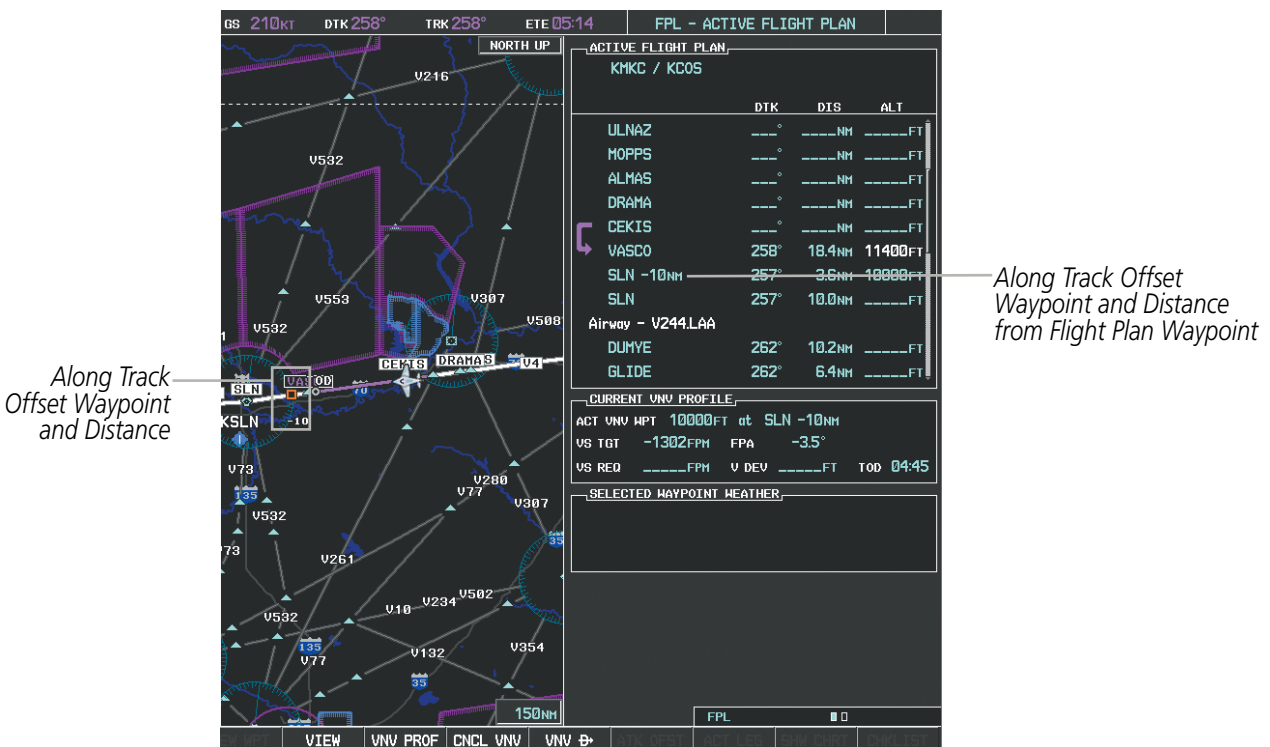 GS 210KT DTK 258° TRK 258° ETE 05:14 FPL – ACTIVE FLIGHT PLAN
NORTH UP
V216
V532
V553
V307
V508
V532
CEKIS
DRAMA
S
V4
SLN
OD
70
KSLN
-10
V73
135
V532
V280
V77
V307
35
V261
V10
V234
V502
V532
135
V77
V132
V354
35
150NM
ACTIVE FLIGHT PLAN
KMKC / KCOS
DTK DIS ALT
ULNAZ ___° ____NM _____FT
MOPPS ___° ____NM _____FT
ALMAS ___° ____NM _____FT
DRAMA ___° ____NM _____FT
CEKIS ___° ____NM _____FT
VASCO 258° 18.4NM 11400FT
SLN -10NM 257° 3.6NM 10000FT
SLN 257° 10.0NM _____FT
Airway – V244.LAA
DUMYE 262° 10.2NM _____FT
GLIDE 262° 6.4NM _____FT
CURRENT VNV PROFILE
ACT VNV WPT 10000FT at SLN -10NM
VS TGT -1302FPM FPA -3.5°
VS REQ _____FPM V DEV _____FT TOD 04:45
SELECTED WAYPOINT WEATHER
FPL
VIEW VNV PROF CNCL VNV VNV D ATK OFST ACT LEG SHW CHRT CHKLIST
Along Track
Offset Waypoint
and Distance
Along Track Offset
Waypoint and Distance
from Flight Plan Waypoint